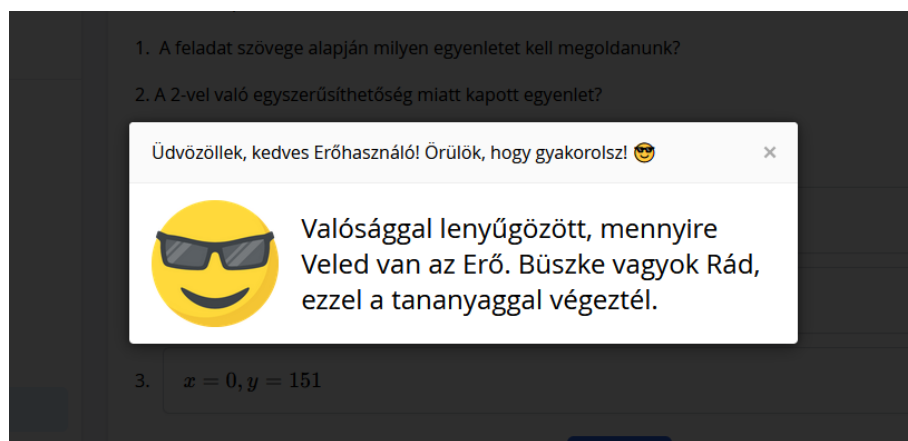 1. A feladat szövege alapján milyen egyenletet kell megoldanunk?
2. A 2-vel való egyszerűsíthetőség miatt kapott egyenlet?
Üdvözöllek, kedves Erőhasználó! Örülök, hogy gyakorolsz! 😎 ×
Valósággal lenyűgözött, mennyire
Veled van az Erő. Büszke vagyok Rád,
ezzel a tananyaggal végeztél.
3. x = 0, y = 151